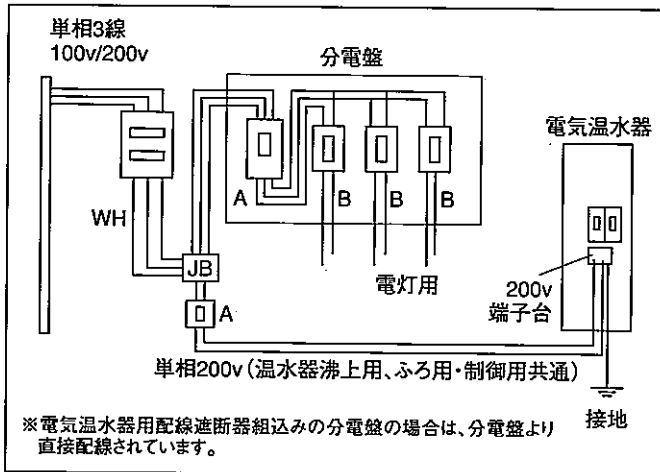 単相3線
100v/200v
分電盤
電気温水器
A
B
B
B
WH
JB
電灯用
200v
端子台
A
単相200v（温水器沸上用、ふろ用・制御用共通）
接地
※電気温水器用配線遮断器組込みの分電盤の場合は、分電盤より
直接配線されています。